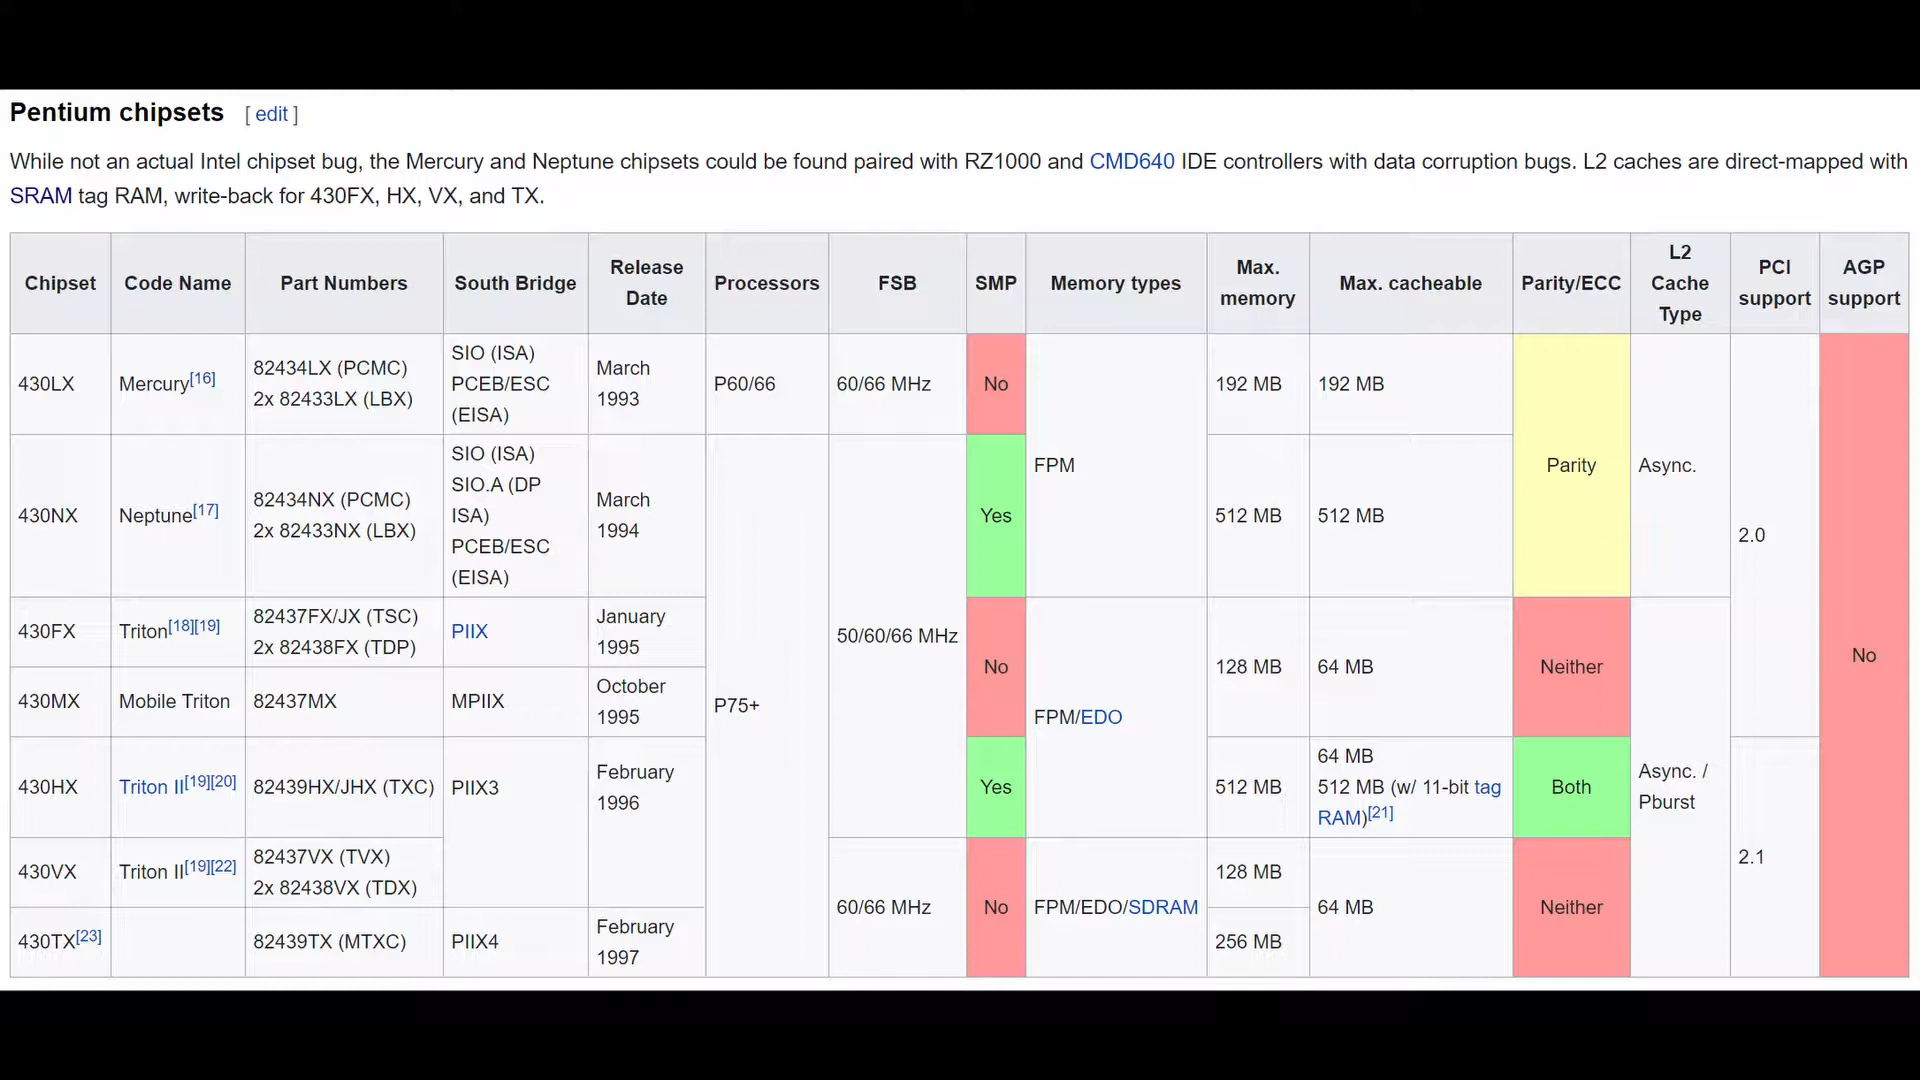 Pentium chipsets [ edit ]
While not an actual Intel chipset bug, the Mercury and Neptune chipsets could be found paired with RZ1000 and CMD640 IDE controllers with data corruption bugs. L2 caches are direct-mapped with
SRAM tag RAM, write-back for 430FX, HX, VX, and TX.
Chipset
Code Name
Part Numbers
South Bridge
Release
Date
Processors
FSB
SMP
Memory types
Max.
memory
Max. cacheable
Parity/ECC
L2
Cache
Type
PCI
support
AGP
support
430LX
Mercury[16]
82434LX (PCMC)
2x 82433LX (LBX)
SIO (ISA)
PCEB/ESC
(EISA)
March
1993
P60/66
60/66 MHz
No
FPM
192 MB
192 MB
Parity
Async.
2.0
No
430NX
Neptune[17]
82434NX (PCMC)
2x 82433NX (LBX)
SIO (ISA)
SIO.A (DP
ISA)
PCEB/ESC
(EISA)
March
1994
P75+
50/60/66 MHz
Yes
512 MB
512 MB
430FX
Triton[18][19]
82437FX/JX (TSC)
2x 82438FX (TDP)
PIIX
January
1995
No
FPM/EDO
128 MB
64 MB
Neither
Async. /
Pburst
430MX
Mobile Triton
82437MX
MPIIX
October
1995
430HX
Triton II[19][20]
82439HX/JHX (TXC)
PIIX3
February
1996
Yes
512 MB
64 MB
512 MB (w/ 11-bit tag
RAM)[21]
Both
2.1
430VX
Triton II[19][22]
82437VX (TVX)
2x 82438VX (TDX)
60/66 MHz
No
FPM/EDO/SDRAM
128 MB
64 MB
Neither
430TX[23]
82439TX (MTXC)
PIIX4
February
1997
256 MB